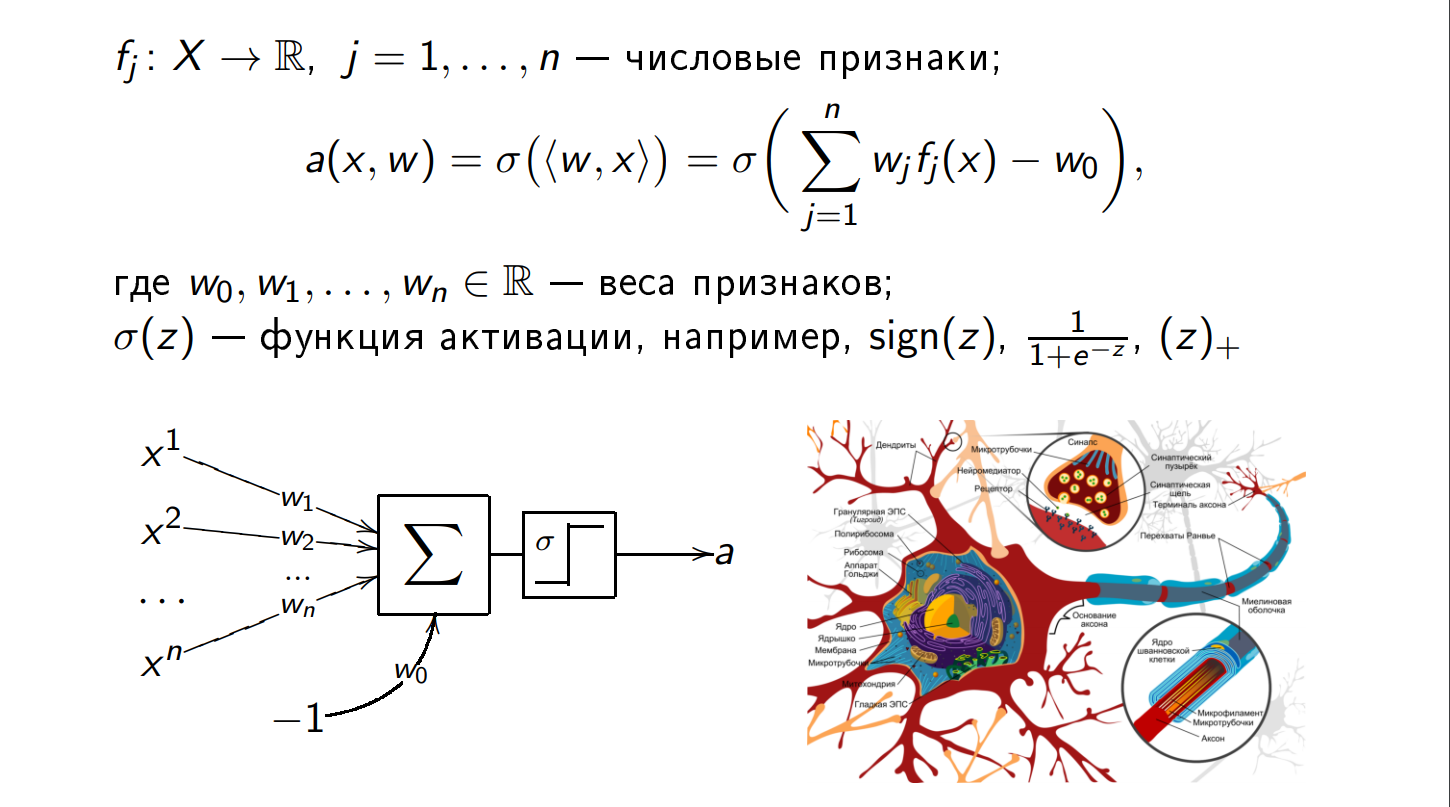 f_j: X → ℝ, j = 1, . . . , n — числовые признаки;
a(x, w) = σ(⟨w, x⟩) = σ(∑_{j=1}^{n} w_j f_j(x) − w_0),
где w_0, w_1, . . . , w_n ∈ ℝ — веса признаков;
σ(z) — функция активации, например, sign(z), \frac{1}{1+e^{−z}}, (z)_+
x^1
x^2
. . .
x^n
w_1
w_2
...
w_n
∑
σ
a
w_0
−1
Дендриты
Микротрубочки
Нейромедиатор
Рецептор
Синапс
Синаптический
пузырёк
Синаптическая
щель
Терминаль аксона
Гранулярная ЭПС
(Тигроид)
Полирибосома
Рибосома
Аппарат
Гольджи
Перехваты Ранвье
Миелиновая
оболочка
Основание
аксона
Ядро
Ядрышко
Мембрана
Микротрубочки
Митохондрия
Гладкая ЭПС
Ядро
шванновской
клетки
Микрофиламент
Микротрубочки
Аксон